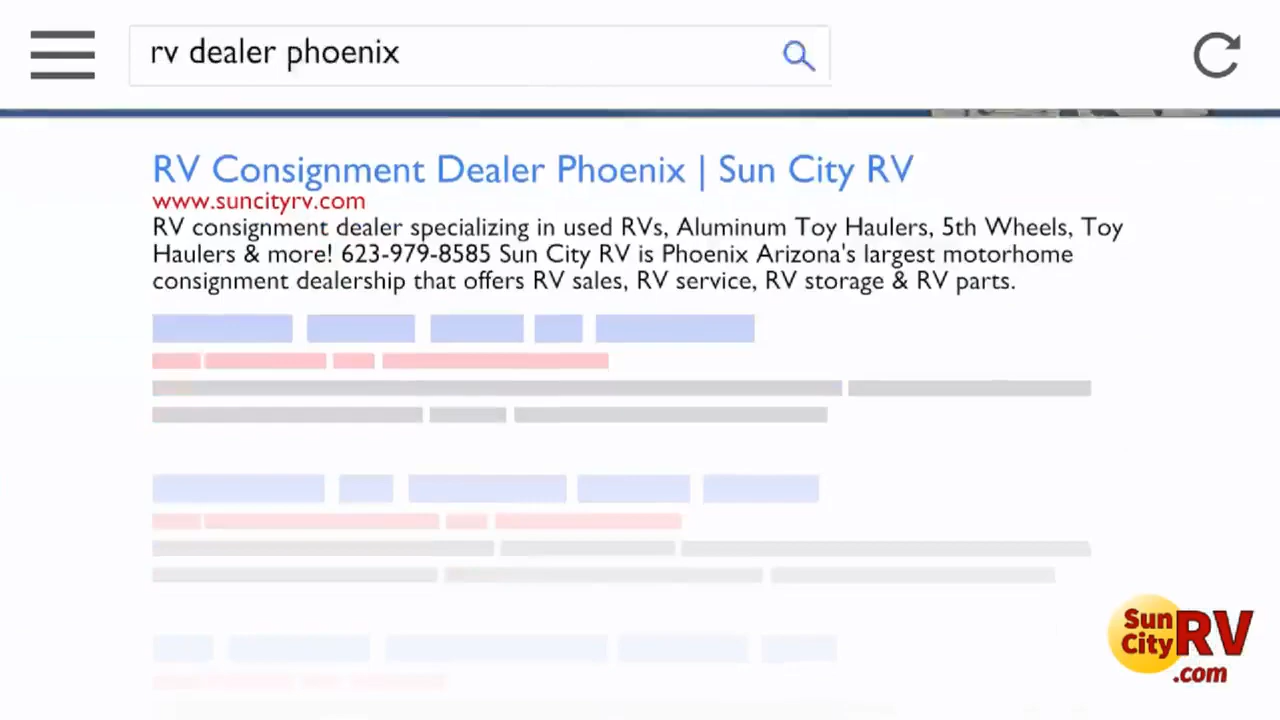 rv dealer phoenix
RV Consignment Dealer Phoenix | Sun City RV
www.suncityrv.com
RV consignment dealer specializing in used RVs, Aluminum Toy Haulers, 5th Wheels, Toy
Haulers & more! 623-979-8585 Sun City RV is Phoenix Arizona's largest motorhome
consignment dealership that offers RV sales, RV service, RV storage & RV parts.
Sun
City RV
.com